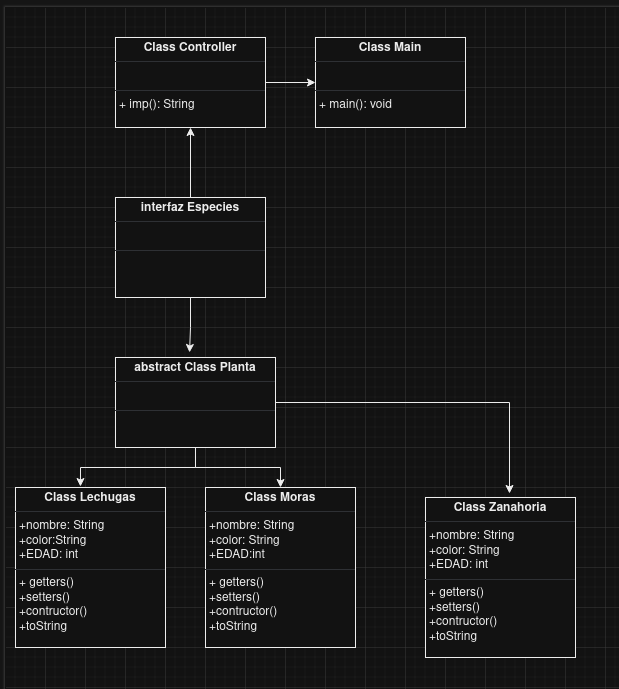 Class Controller
+ imp(): String
Class Main
+ main(): void
interfaz Especies
abstract Class Planta
Class Lechugas
+nombre: String
+color:String
+EDAD: int
+ getters()
+setters()
+contructor()
+toString
Class Moras
+nombre: String
+color: String
+EDAD:int
+ getters()
+setters()
+contructor()
+toString
Class Zanahoria
+nombre: String
+color: String
+EDAD: int
+ getters()
+setters()
+contructor()
+toString